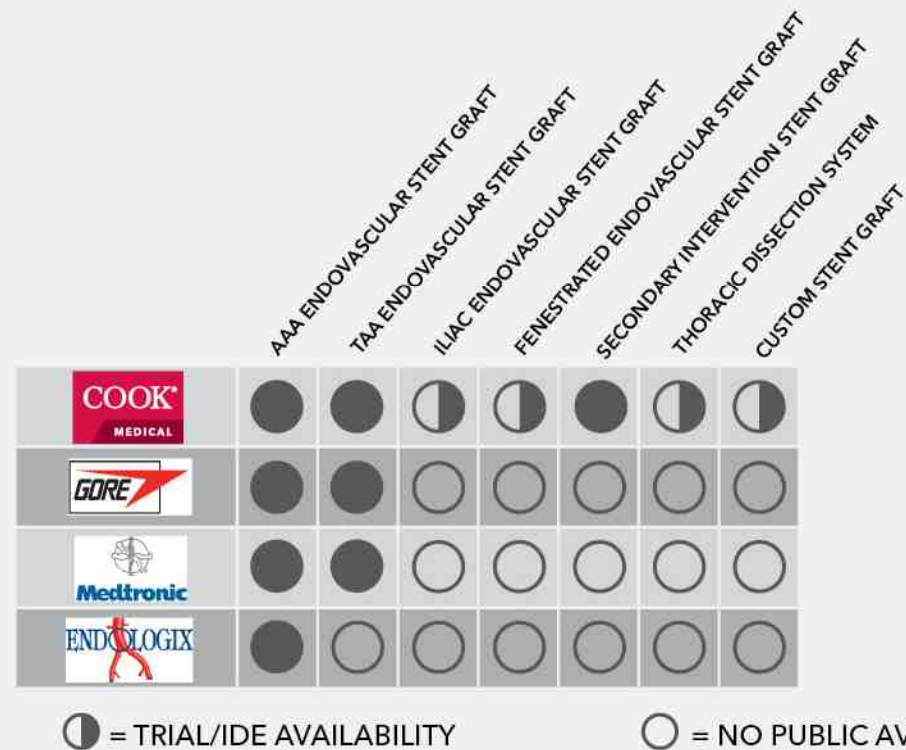 AAA ENDOVASCULAR STENT GRAFT
TAA ENDOVASCULAR STENT GRAFT
ILIAC ENDOVASCULAR STENT GRAFT
FENESTRATED ENDOVASCULAR STENT GRAFT
SECONDARY INTERVENTION STENT GRAFT
THORACIC DISSECTION SYSTEM
CUSTOM STENT GRAFT
COOK
MEDICAL
GORE
Medtronic
ENDOLOGIX
= TRIAL/IDE AVAILABILITY
= NO PUBLIC AV